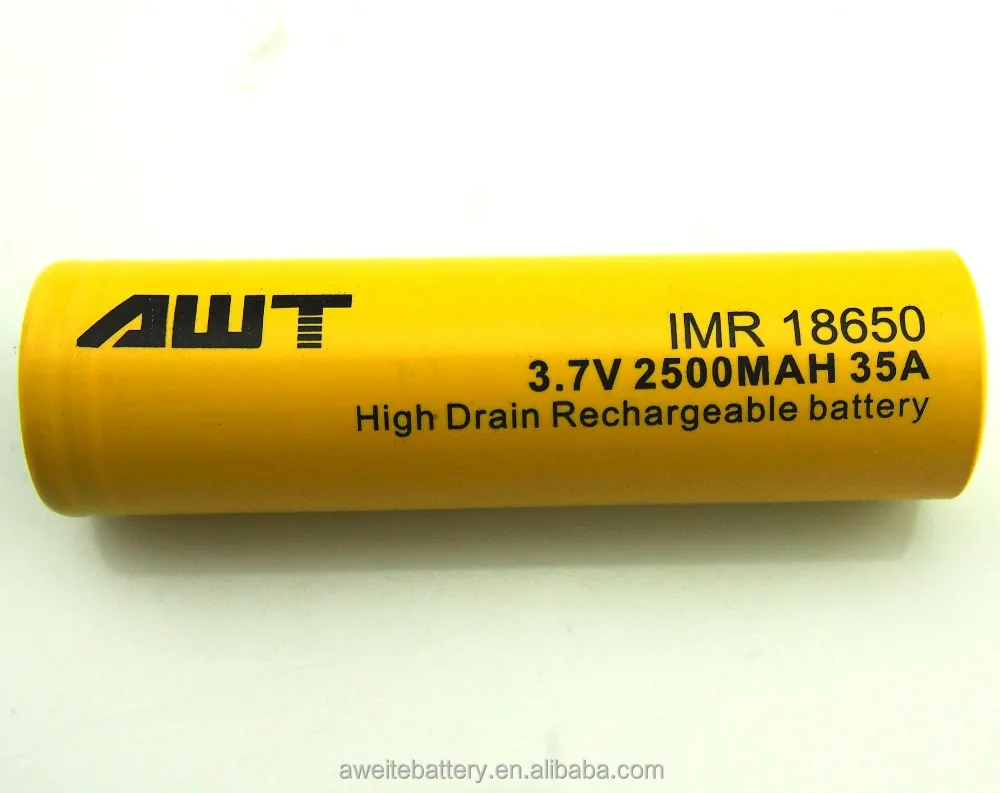 AWT
IMR 18650
3.7V 2500MAH 35A
High Drain Rechargeable battery
aweitebattery.en.alibaba.com